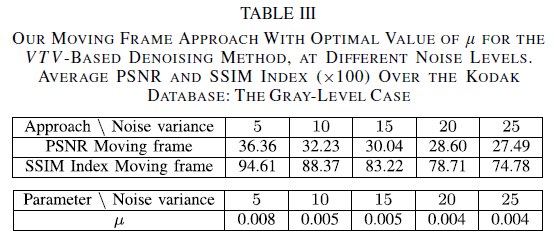 TABLE III
OUR MOVING FRAME APPROACH WITH OPTIMAL VALUE OF μ FOR THE
VTV-BASED DENOISING METHOD, AT DIFFERENT NOISE LEVELS.
AVERAGE PSNR AND SSIM INDEX (×100) OVER THE KODAK
DATABASE: THE GRAY-LEVEL CASE
Approach \ Noise variance 5 10 15 20 25
PSNR Moving frame 36.36 32.23 30.04 28.60 27.49
SSIM Index Moving frame 94.61 88.37 83.22 78.71 74.78
Parameter \ Noise variance 5 10 15 20 25
μ 0.008 0.005 0.005 0.004 0.004